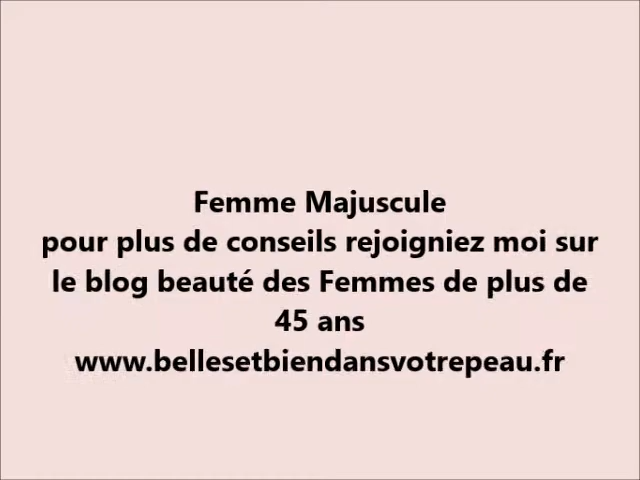 Femme Majuscule
pour plus de conseils rejoigniez moi sur
le blog beauté des Femmes de plus de
45 ans
www.bellesetbiendansvotrepeau.fr